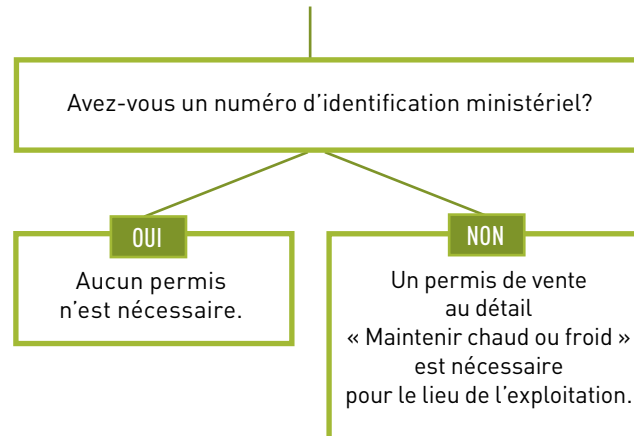 Avez-vous un numéro d’identification ministériel?
OUI
Aucun permis
n’est nécessaire.
NON
Un permis de vente
au détail
« Maintenir chaud ou froid »
est nécessaire
pour le lieu de l’exploitation.